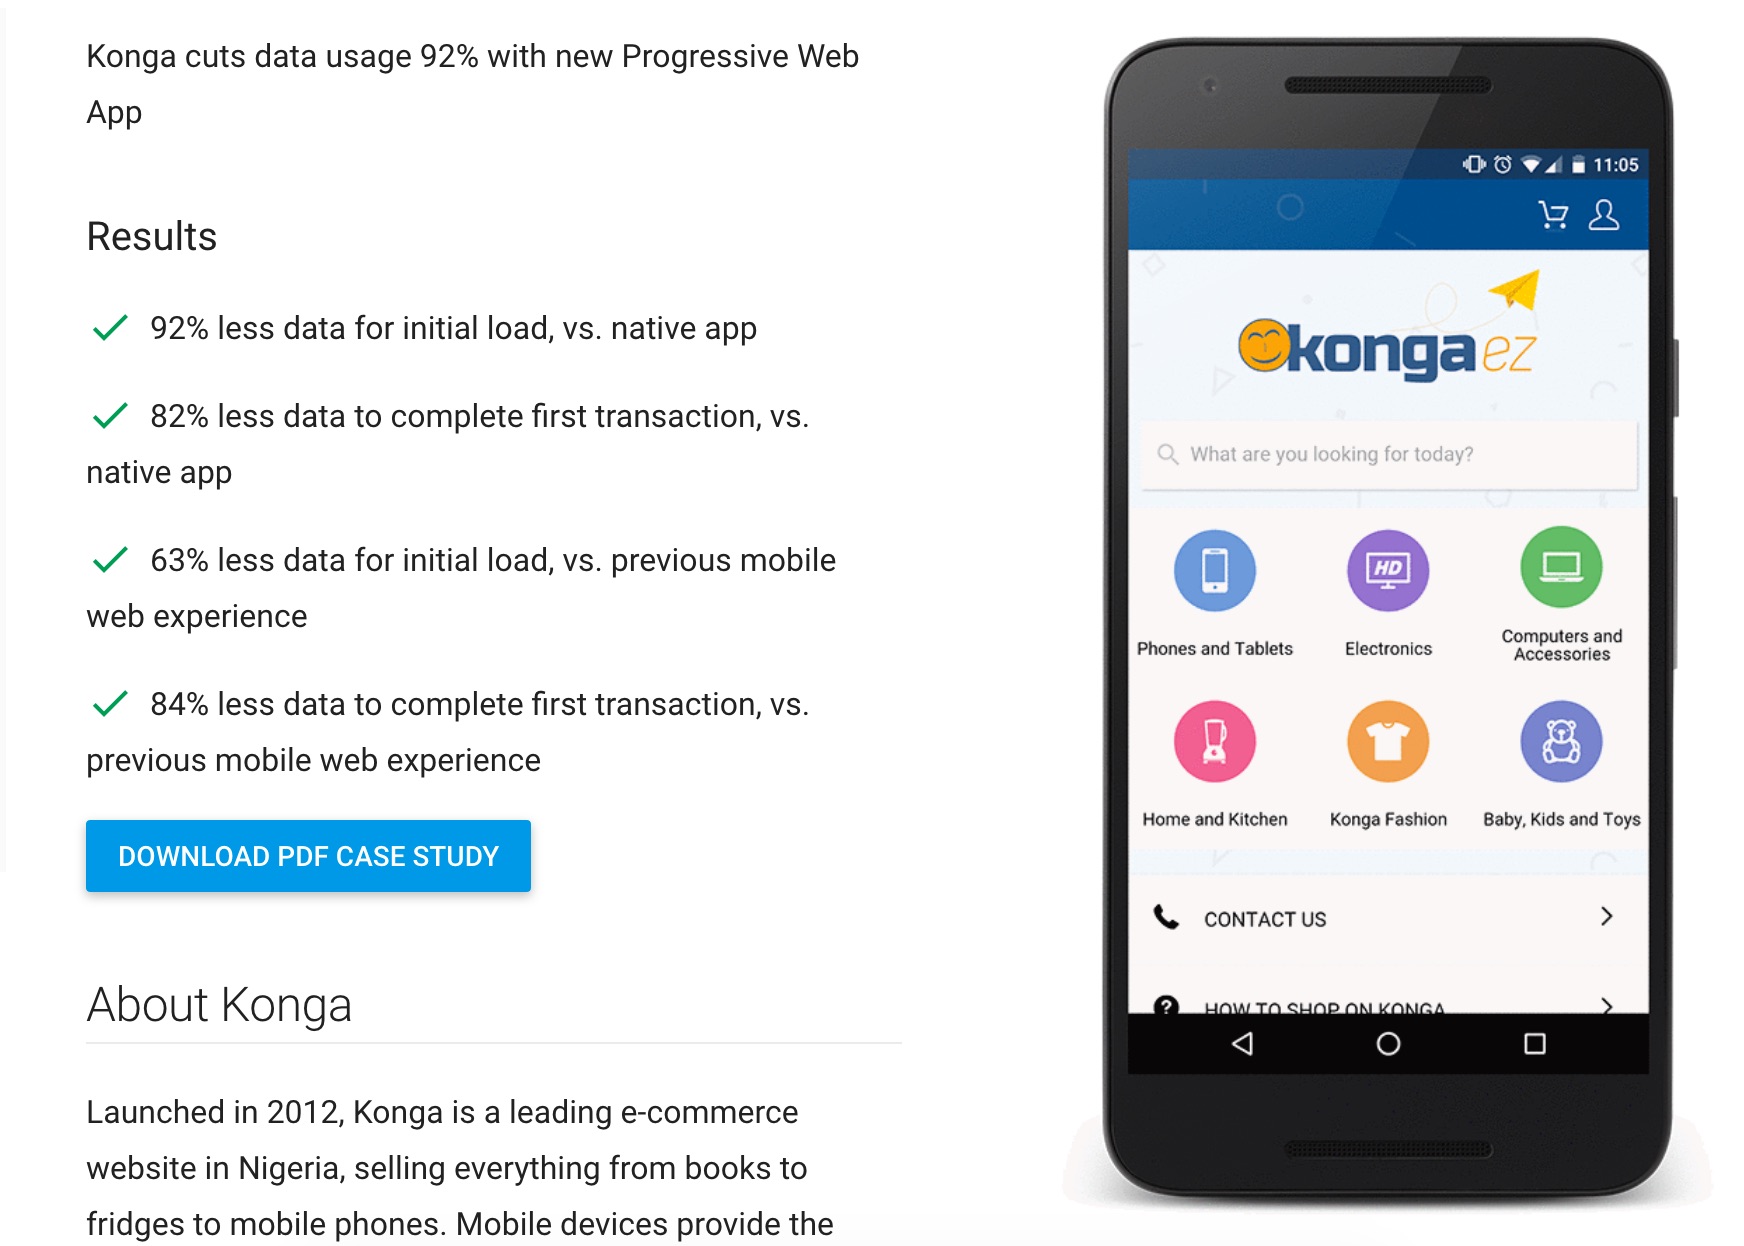 Konga cuts data usage 92% with new Progressive Web
App
Results
92% less data for initial load, vs. native app
82% less data to complete first transaction, vs.
native app
63% less data for initial load, vs. previous mobile
web experience
84% less data to complete first transaction, vs.
previous mobile web experience
DOWNLOAD PDF CASE STUDY
About Konga
Launched in 2012, Konga is a leading e-commerce
website in Nigeria, selling everything from books to
fridges to mobile phones. Mobile devices provide the
11:05
konga ez
What are you looking for today?
HD
Phones and Tablets
Electronics
Computers and
Accessories
Home and Kitchen
Konga Fashion
Baby, Kids and Toys
CONTACT US
?
HOW TO SHOP ON KONGA